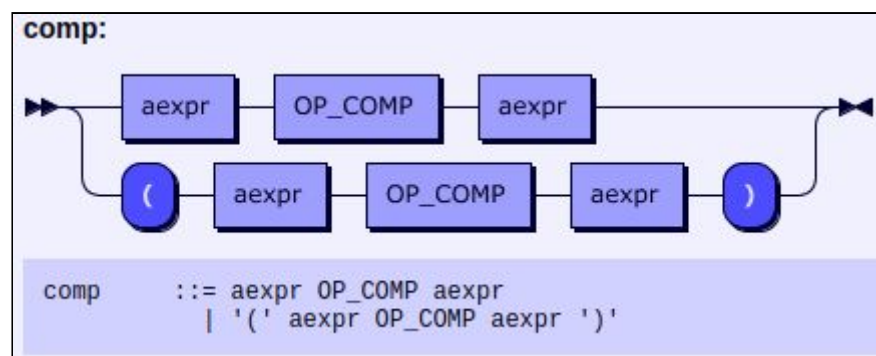 comp:
aexpr OP_COMP aexpr
( aexpr OP_COMP aexpr )
comp ::= aexpr OP_COMP aexpr
| '(' aexpr OP_COMP aexpr ')'